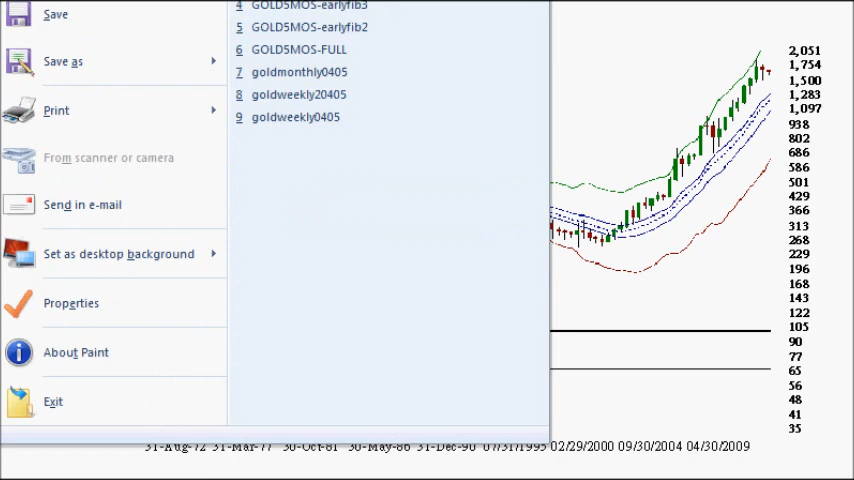 Save
Save as
Print
From scanner or camera
Send in e-mail
Set as desktop background
Properties
About Paint
Exit
4 GOLD5MOS-earlyfib3
5 GOLD5MOS-earlyfib2
6 GOLD5MOS-FULL
7 goldmonthly0405
8 goldweekly20405
9 goldweekly0405
2,051
1,754
1,500
1,283
1,097
938
802
686
586
501
429
366
313
268
229
196
168
143
122
105
90
77
65
56
48
41
35
31-Aug-72 31-Mar-77 30-Oct-81 30-May-86 31-Dec-90 07/31/1995 02/29/2000 09/30/2004 04/30/2009